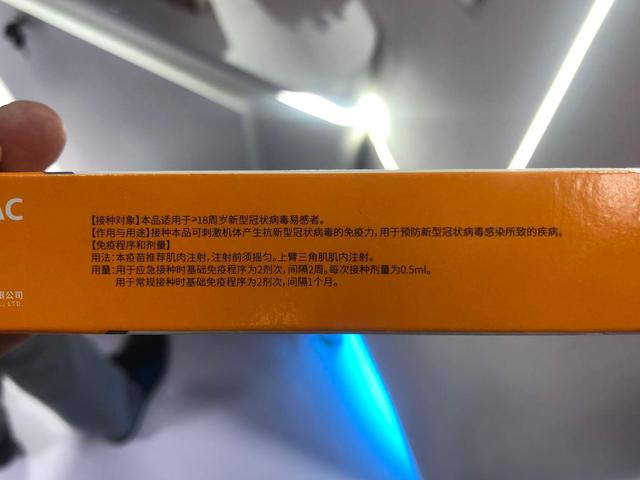 AC
【接种对象】本品适用于≥18周岁新型冠状病毒易感者。
【作用与用途】接种本品可刺激机体产生抗新型冠状病毒的免疫力,用于预防新型冠状病毒感染所致的疾病。
【免疫程序和剂量】
用法:本疫苗推荐肌肉注射,注射前须摇匀。上臂三角肌肌内注射。
用量:用于应急接种时基础免疫程序为2剂次,间隔2周。每次接种剂量为0.5ml。
用于常规接种时基础免疫程序为2剂次,间隔1个月。
限公司
., LTD.